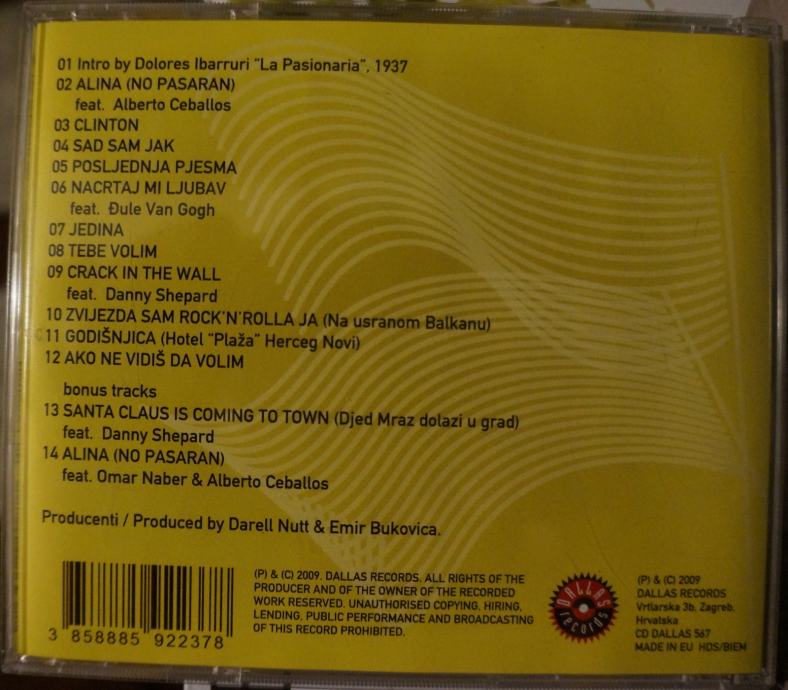 01 Intro by Dolores Ibarruri "La Pasionaria", 1937
02 ALINA (NO PASARAN)
feat. Alberto Ceballos
03 CLINTON
04 SAD SAM JAK
05 POSLJEDNJA PJESMA
06 NACRTAJ MI LJUBAV
feat. Đule Van Gogh
07 JEDINA
08 TEBE VOLIM
09 CRACK IN THE WALL
feat. Danny Shepard
10 ZVIJEZDA SAM ROCK'N'ROLLA JA (Na usranom Balkanu)
11 GODIŠNJICA (Hotel "Plaža" Herceg Novi)
12 AKO NE VIDIŠ DA VOLIM
bonus tracks
13 SANTA CLAUS IS COMING TO TOWN (Djed Mraz dolazi u grad)
feat. Danny Shepard
14 ALINA (NO PASARAN)
feat. Omar Naber & Alberto Ceballos
Producenti / Produced by Darell Nutt & Emir Bukovica.
3 858885 922378
(P) & (C) 2009. DALLAS RECORDS. ALL RIGHTS OF THE
PRODUCER AND OF THE OWNER OF THE RECORDED
WORK RESERVED. UNAUTHORISED COPYING, HIRING,
LENDING, PUBLIC PERFORMANCE AND BROADCASTING
OF THIS RECORD PROHIBITED.
DALLAS
records
(P) & (C) 2009
DALLAS RECORDS
Vrtlarska 3b, Zagreb,
Hrvatska
CD DALLAS 567
MADE IN EU HDS/BIEM